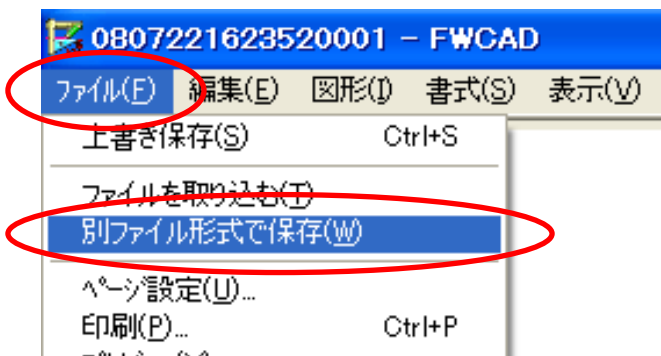 0807221623520001 - FWCAD
ﾌｧｲﾙ(F) 編集(E) 図形(I) 書式(S) 表示(V)
上書き保存(S) Ctrl+S
ファイルを取り込む(T)
別ファイル形式で保存(W)
ﾍﾟｰｼﾞ設定(U)...
印刷(P)... Ctrl+P